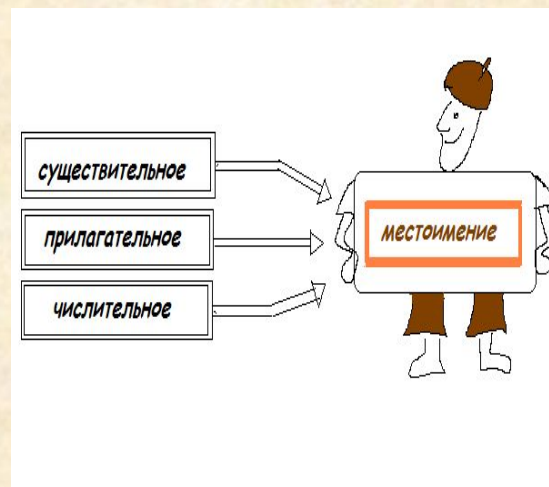 существительное
прилагательное
числительное
местоимение